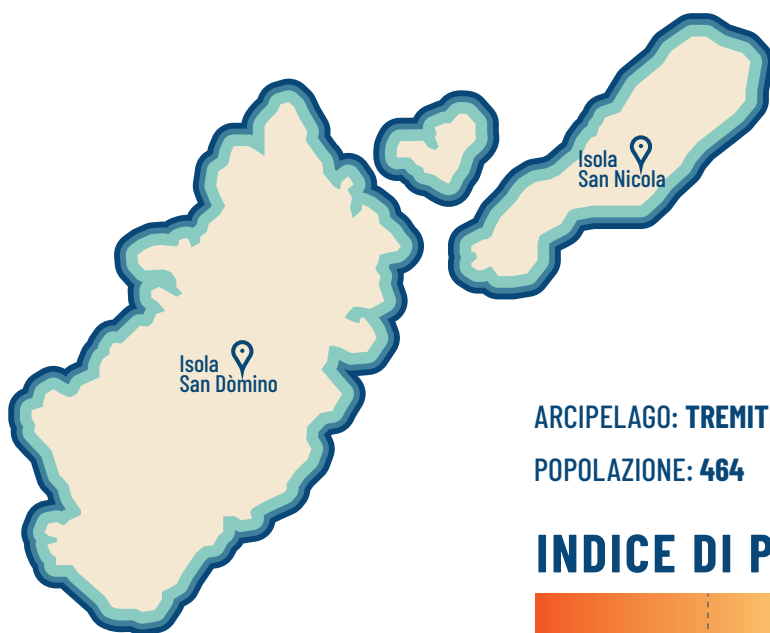 Isola
San Nicola
Isola
San Dòmino
ARCIPELAGO: TREMIT
POPOLAZIONE: 464
INDICE DI P